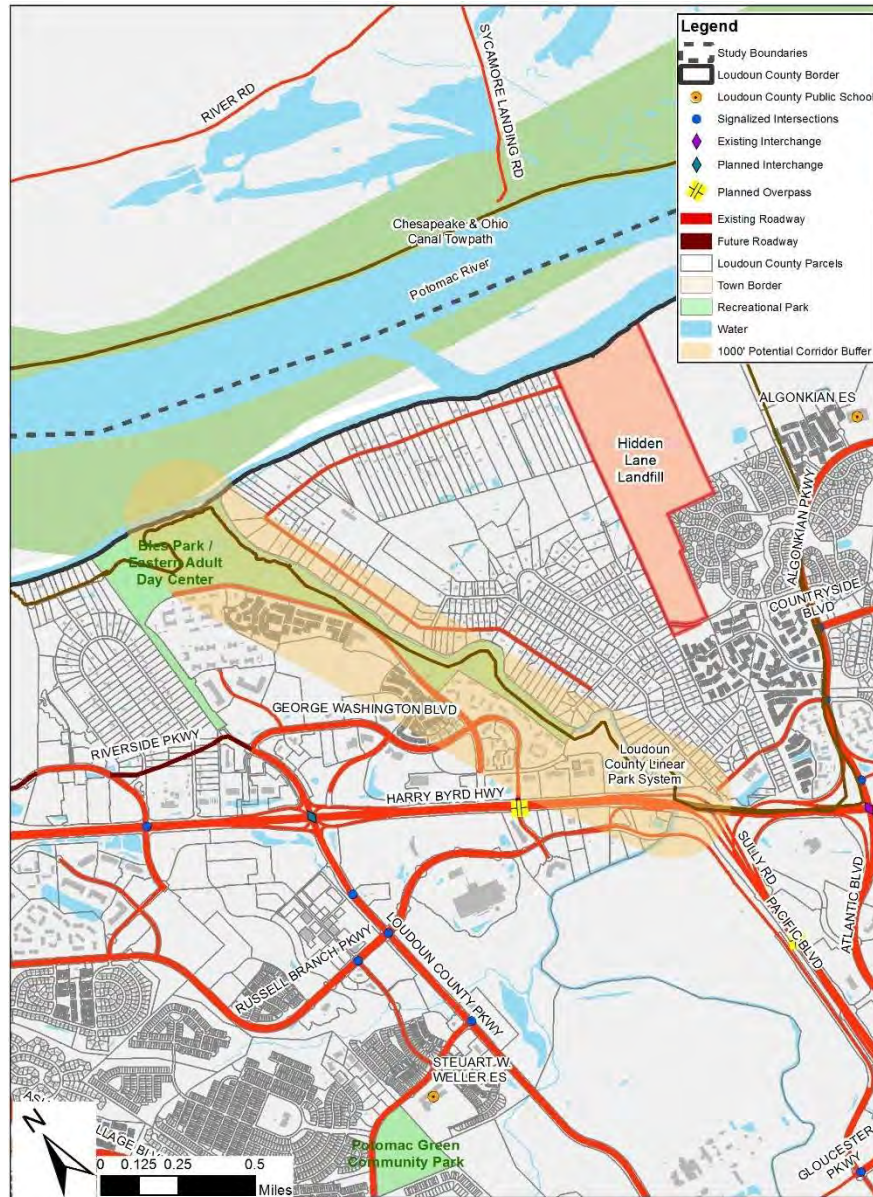 Legend
Study Boundaries
Loudoun County Border
Loudoun County Public School
Signalized Intersections
Existing Interchange
Planned Interchange
Planned Overpass
Existing Roadway
Future Roadway
Loudoun County Parcels
Town Border
Recreational Park
Water
1000' Potential Corridor Buffer
RIVER RD
SYCAMORE LANDING RD
Chesapeake & Ohio
Canal Towpath
Potomac River
ALGONKIAN ES
Hidden
Lane
Landfill
ALGONKIAN PKWY
COUNTRYSIDE
BLVD
Bles Park /
Eastern Adult
Day Center
GEORGE WASHINGTON BLVD
RIVERSIDE PKWY
Loudoun
County Linear
Park System
HARRY BYRD HWY
SULLY RD
PACIFIC BLVD
ATLANTIC BLVD
RUSSELL BRANCH PKWY
LOUDOUN COUNTY PKWY
STEUART W.
WELLER ES
Potomac Green
Community Park
GLOUCESTER
PKWY
N
0 0.125 0.25 0.5
Miles